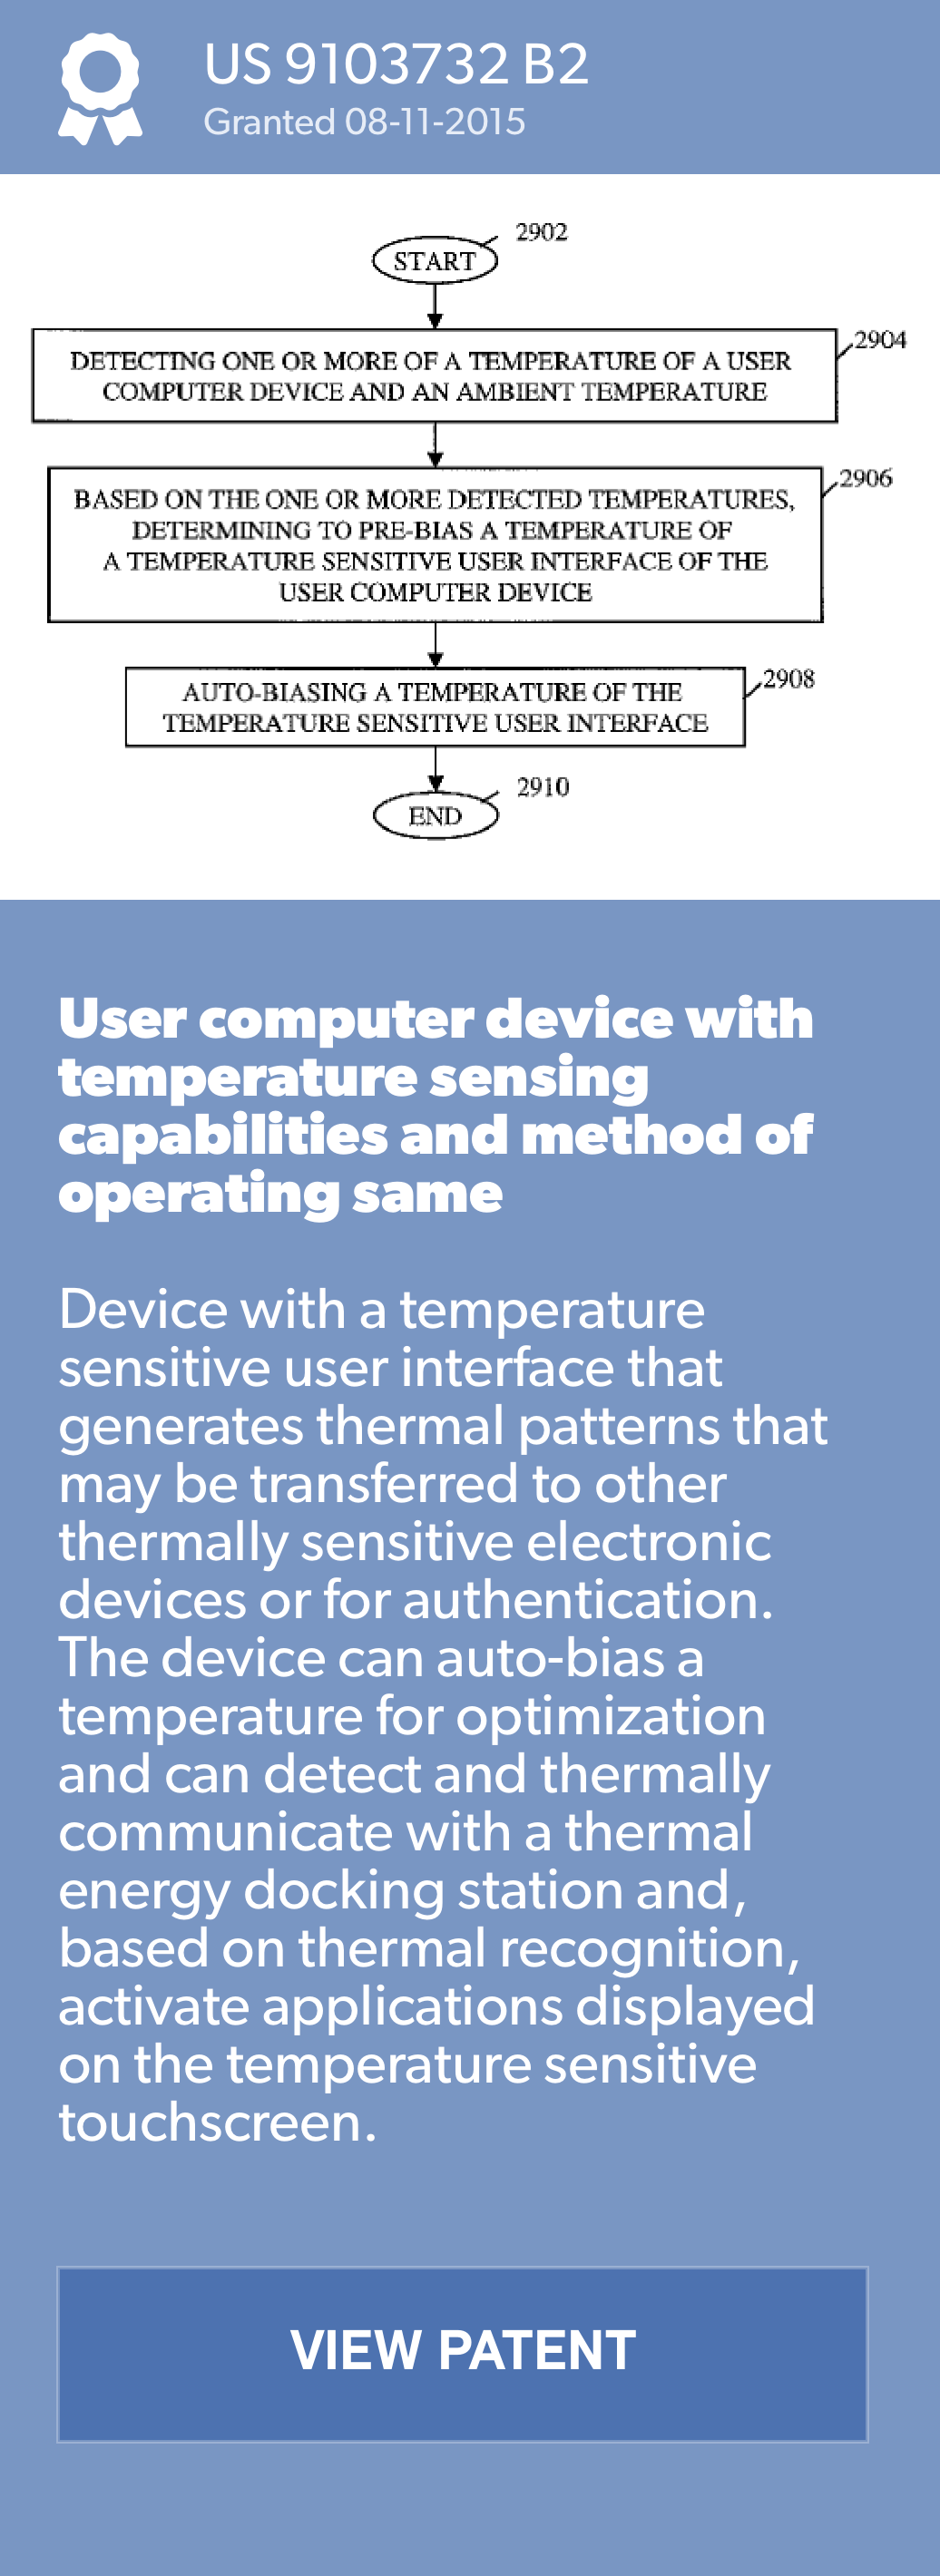 US 9103732 B2
Granted 08-11-2015
START
2902
DETECTING ONE OR MORE OF A TEMPERATURE OF A USER
COMPUTER DEVICE AND AN AMBIENT TEMPERATURE
2904
BASED ON THE ONE OR MORE DETECTED TEMPERATURES,
DETERMINING TO PRE-BIAS A TEMPERATURE OF
A TEMPERATURE SENSITIVE USER INTERFACE OF THE
USER COMPUTER DEVICE
2906
AUTO-BIASING A TEMPERATURE OF THE
TEMPERATURE SENSITIVE USER INTERFACE
2908
END
2910
User computer device with
temperature sensing
capabilities and method of
operating same
Device with a temperature
sensitive user interface that
generates thermal patterns that
may be transferred to other
thermally sensitive electronic
devices or for authentication.
The device can auto-bias a
temperature for optimization
and can detect and thermally
communicate with a thermal
energy docking station and,
based on thermal recognition,
activate applications displayed
on the temperature sensitive
touchscreen.
VIEW PATENT